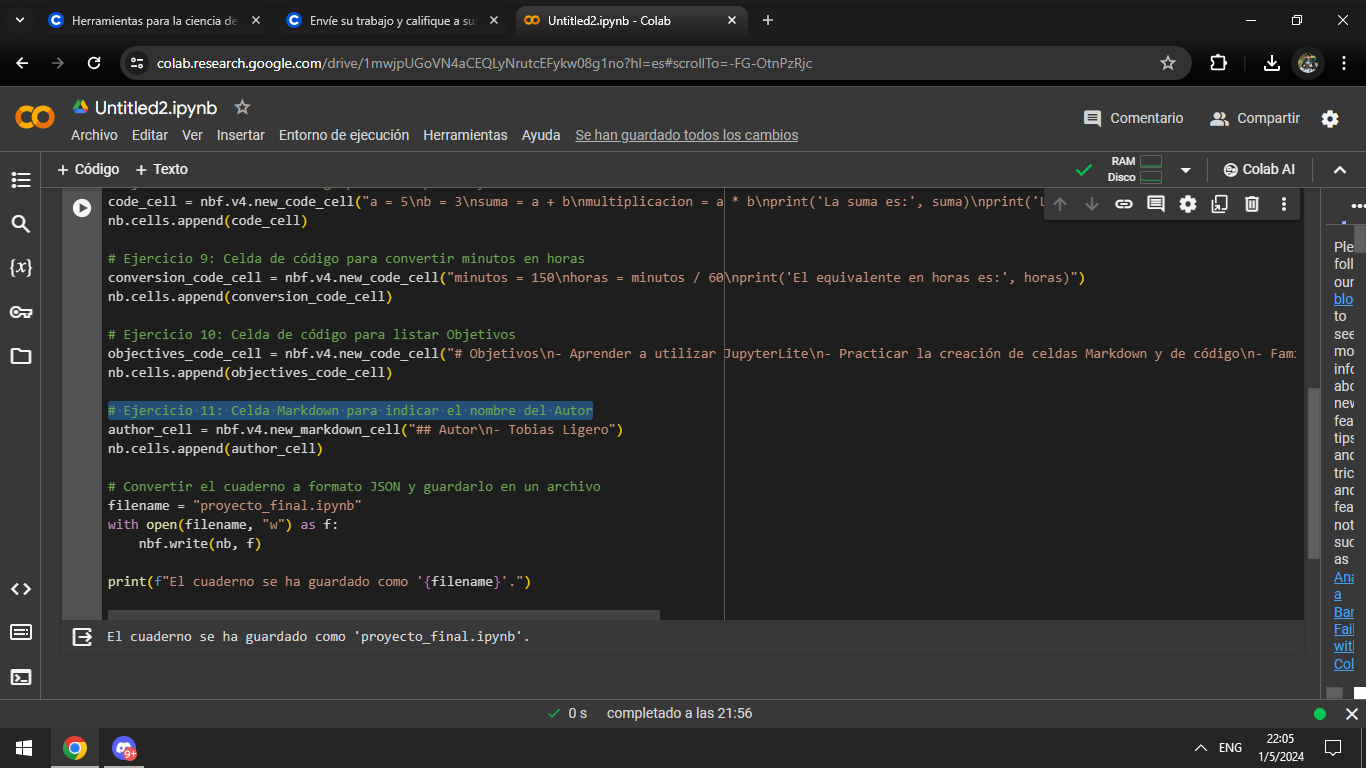 Herramientas para la ciencia de
Envíe su trabajo y califique a sus
Untitled2.ipynb - Colab
colab.research.google.com/drive/1mwjpUGoVN4aCEQLyNrutcEFykw08g1no?hl=es#scrollTo=-FG-OtnPzRjc
Untitled2.ipynb
Comentario
Compartir
Archivo Editar Ver Insertar Entorno de ejecución Herramientas Ayuda Se han guardado todos los cambios
+ Código + Texto
RAM
Disco
Colab AI
code_cell = nbf.v4.new_code_cell("a = 5\nb = 3\nsuma = a + b\nmultiplicacion = a * b\nprint('La suma es:', suma)\nprint('L
nb.cells.append(code_cell)
# Ejercicio 9: Celda de código para convertir minutos en horas
conversion_code_cell = nbf.v4.new_code_cell("minutos = 150\nhoras = minutos / 60\nprint('El equivalente en horas es:', horas)")
nb.cells.append(conversion_code_cell)
# Ejercicio 10: Celda de código para listar Objetivos
objectives_code_cell = nbf.v4.new_code_cell("# Objetivos\n- Aprender a utilizar JupyterLite\n- Practicar la creación de celdas Markdown y de código\n- Fami
nb.cells.append(objectives_code_cell)
# Ejercicio 11: Celda Markdown para indicar el nombre del Autor
author_cell = nbf.v4.new_markdown_cell("## Autor\n- Tobias Ligero")
nb.cells.append(author_cell)
# Convertir el cuaderno a formato JSON y guardarlo en un archivo
filename = "proyecto_final.ipynb"
with open(filename, "w") as f:
nbf.write(nb, f)
print(f"El cuaderno se ha guardado como '{filename}'.")
El cuaderno se ha guardado como 'proyecto_final.ipynb'.
Ple
foll
our
blo
to
see
mo
info
abo
new
fea
tips
and
tric
and
fea
not
suc
as
Ana
a
Bar
Fail
wit
Col
0 s completado a las 21:56
9+
ENG
22:05
1/5/2024